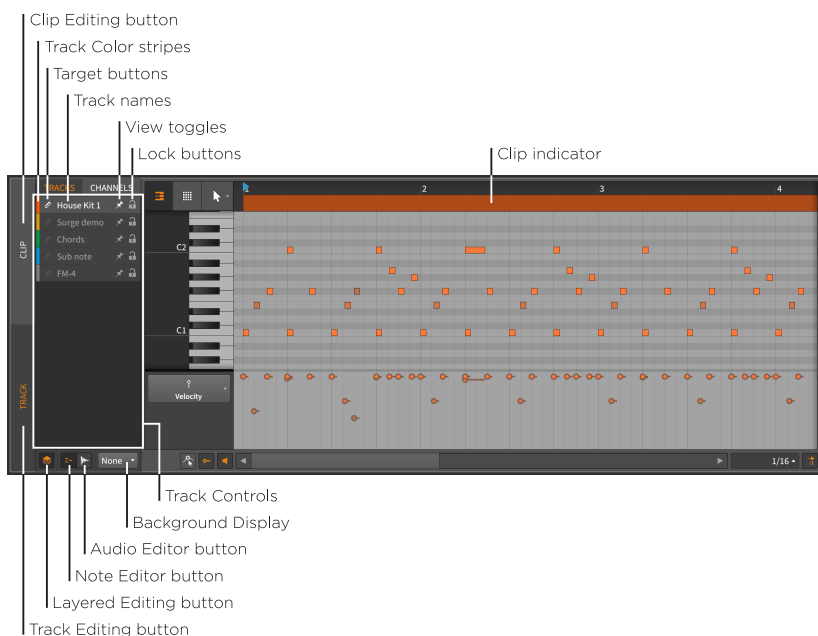 Clip Editing button
Track Color stripes
Target buttons
Track names
View toggles
Lock buttons
Clip indicator
TRACKS CHANNELS
1 2 3 4
House Kit 1
Surge demo
Chords
Sub note
FM-4
CLIP
C2
C1
Velocity
TRACK
None
1/16
Track Controls
Background Display
Audio Editor button
Note Editor button
Layered Editing button
Track Editing button